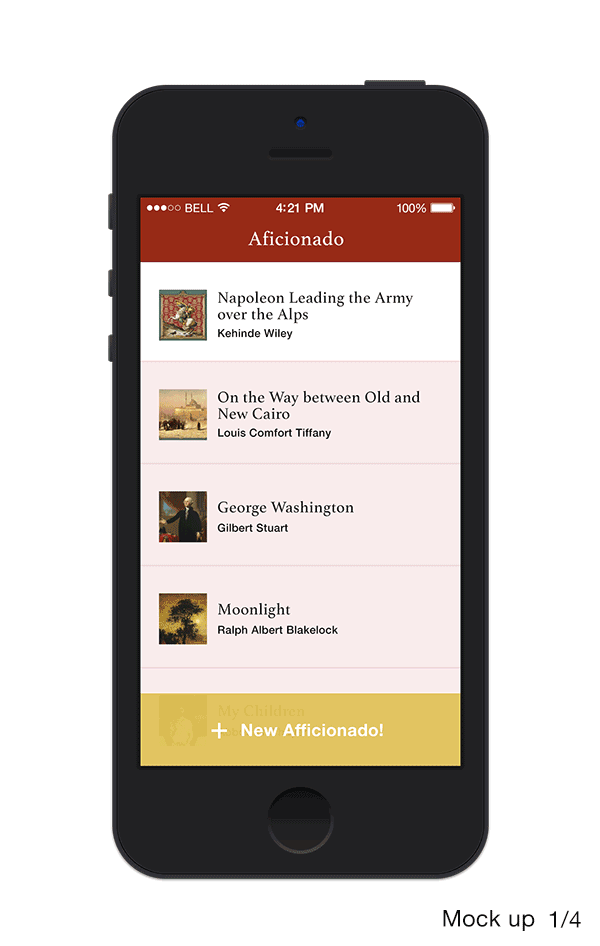 BELL 4:21 PM 100%
Aficionado
Napoleon Leading the Army
over the Alps
Kehinde Wiley
On the Way between Old and
New Cairo
Louis Comfort Tiffany
George Washington
Gilbert Stuart
Moonlight
Ralph Albert Blakelock
My Children
+ New Afficionado!
Mock up 1/4